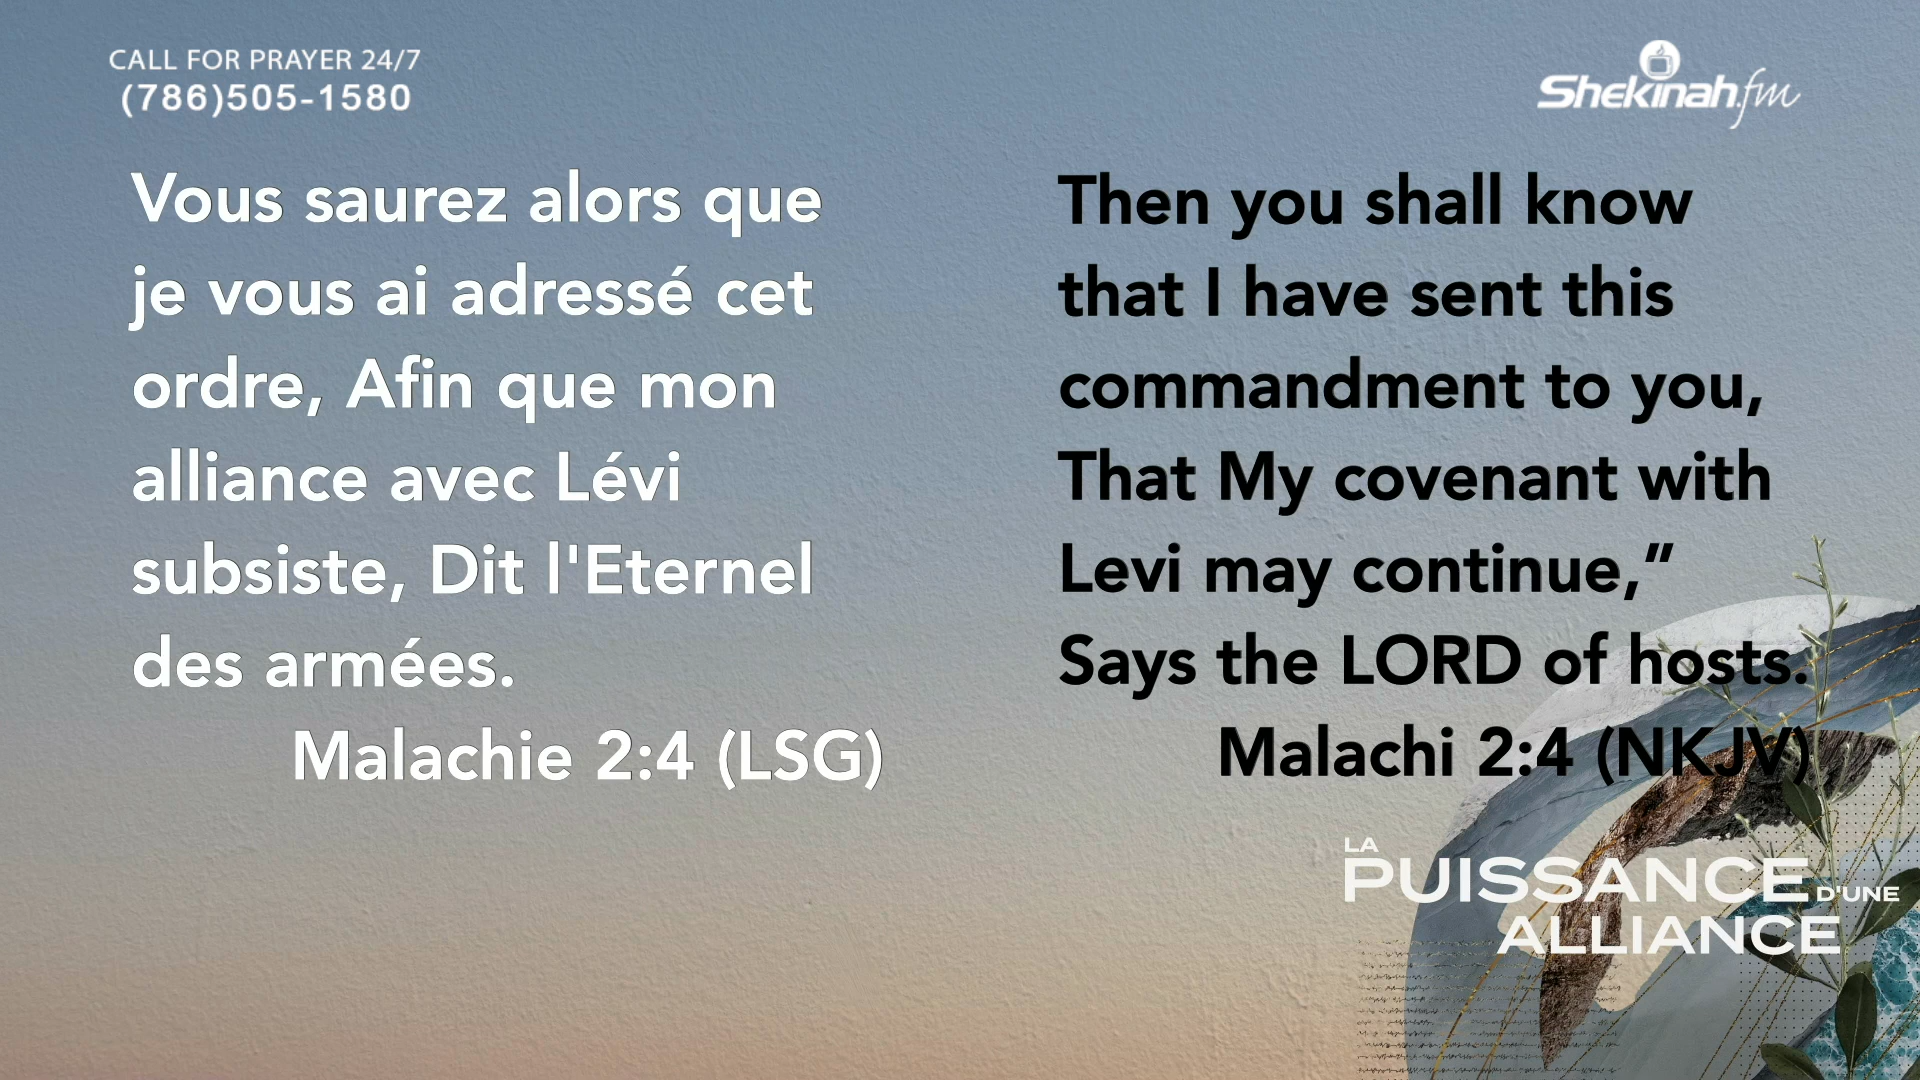 CALL FOR PRAYER 24/7
(786)505-1580
Shekinah.fm
Vous saurez alors que
je vous ai adressé cet
ordre, Afin que mon
alliance avec Lévi
subsiste, Dit l'Eternel
des armées.
Malachie 2:4 (LSG)
Then you shall know
that I have sent this
commandment to you,
That My covenant with
Levi may continue,”
Says the LORD of hosts.
Malachi 2:4 (NKJV)
LA
PUISSANCE D'UNE
ALLIANCE